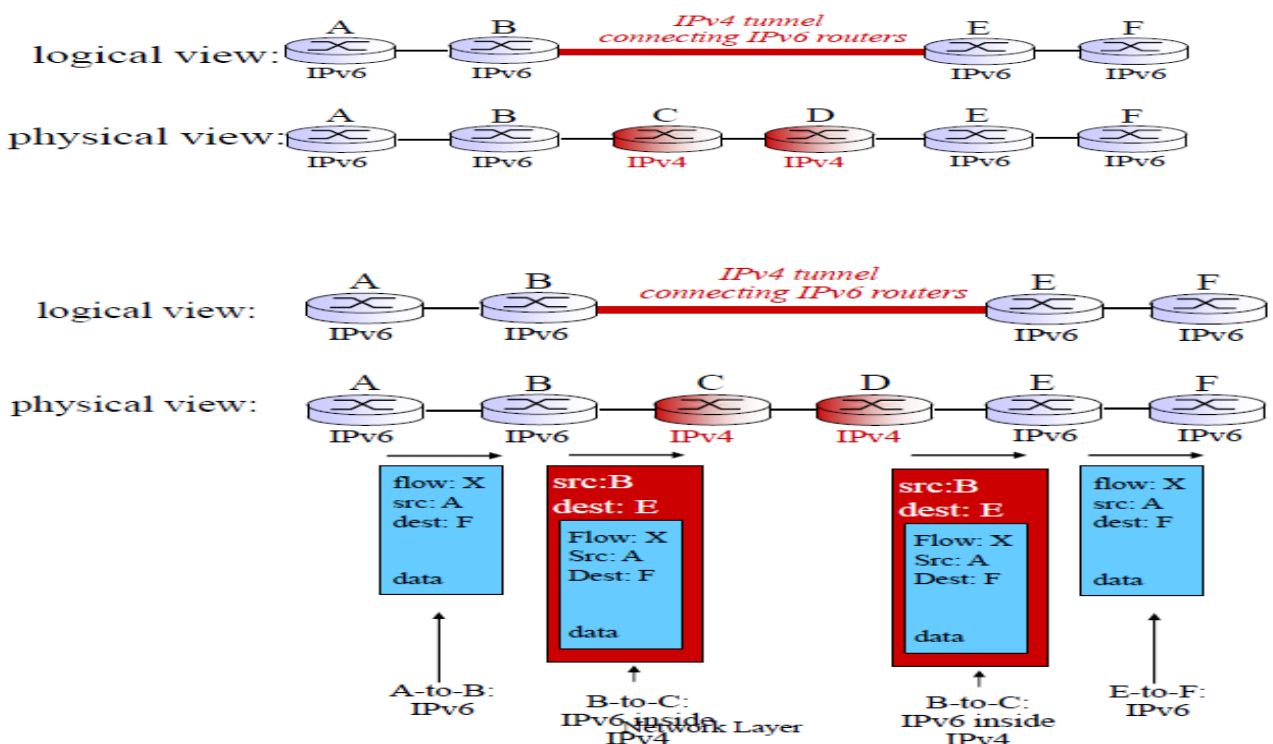 IPv4 tunnel
connecting IPv6 routers
A B E F
logical view:
IPv6 IPv6 IPv6 IPv6
A B C D E F
physical view:
IPv6 IPv6 IPv4 IPv4 IPv6 IPv6
IPv4 tunnel
connecting IPv6 routers
A B E F
logical view:
IPv6 IPv6 IPv6 IPv6
A B C D E F
physical view:
IPv6 IPv6 IPv4 IPv4 IPv6 IPv6
flow: X
src: A
dest: F
data
src:B
dest: E
Flow: X
Src: A
Dest: F
data
src:B
dest: E
Flow: X
Src: A
Dest: F
data
flow: X
src: A
dest: F
data
A-to-B:
IPv6
B-to-C:
IPv6 inside
IPv4
B-to-C:
IPv6 inside
IPv4
E-to-F:
IPv6
Network Layer